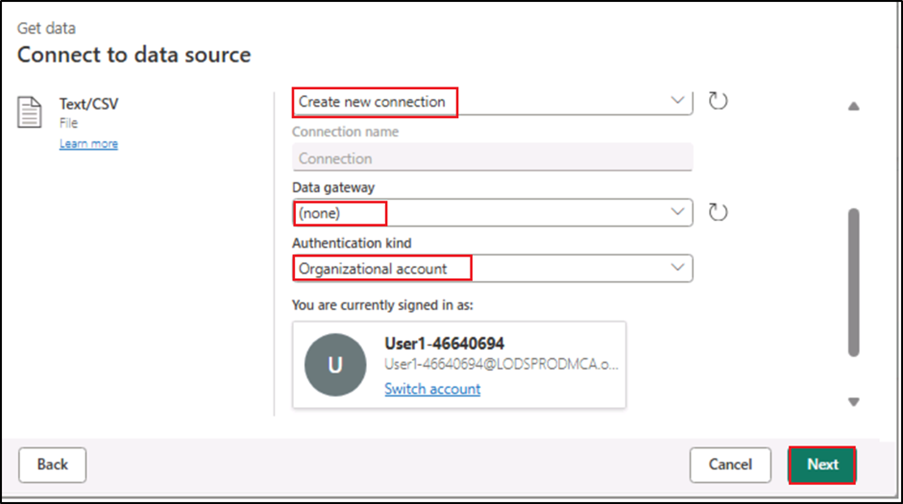 Get data
Connect to data source
Text/CSV
File
Learn more
Create new connection
Connection name
Connection
Data gateway
(none)
Authentication kind
Organizational account
You are currently signed in as:
U
User1-46640694
User1-46640694@LODSPRODMCA.o...
Switch account
Back
Cancel
Next